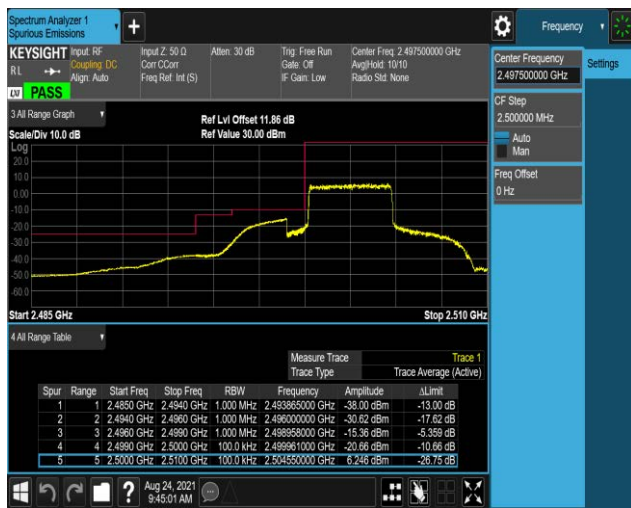 Spectrum Analyzer 1
Spurious Emissions
+
Frequency
KEYSIGHT
RL
LXI
PASS
Input: RF
Coupling: DC
Align: Auto
Input Z: 50 Ω
Corr CCorr
Freq Ref: Int (S)
Atten: 30 dB
Trig: Free Run
Gate: Off
IF Gain: Low
Center Freq: 2.497500000 GHz
Avg|Hold: 10/10
Radio Std: None
Center Frequency
2.497500000 GHz
Settings
CF Step
2.500000 MHz
Auto
Man
Freq Offset
0 Hz
3 All Range Graph
Scale/Div 10.0 dB
Ref Lvl Offset 11.86 dB
Ref Value 30.00 dBm
Log
20.0
10.0
0.00
-10.0
-20.0
-30.0
-40.0
-50.0
-60.0
Start 2.485 GHz
Stop 2.510 GHz
4 All Range Table
Measure Trace Trace 1
Trace Type Trace Average (Active)
Spur Range Start Freq Stop Freq RBW Frequency Amplitude ΔLimit
1 1 2.4850 GHz 2.4940 GHz 1.000 MHz 2.493865000 GHz -38.00 dBm -13.00 dB
2 2 2.4940 GHz 2.4960 GHz 1.000 MHz 2.496000000 GHz -30.62 dBm -17.62 dB
3 3 2.4960 GHz 2.4990 GHz 1.000 MHz 2.498958000 GHz -15.36 dBm -5.359 dB
4 4 2.4990 GHz 2.5000 GHz 100.0 kHz 2.499961000 GHz -20.66 dBm -10.66 dB
5 5 2.5000 GHz 2.5100 GHz 100.0 kHz 2.504550000 GHz 6.246 dBm -26.75 dB
?
Aug 24, 2021
9:45:01 AM